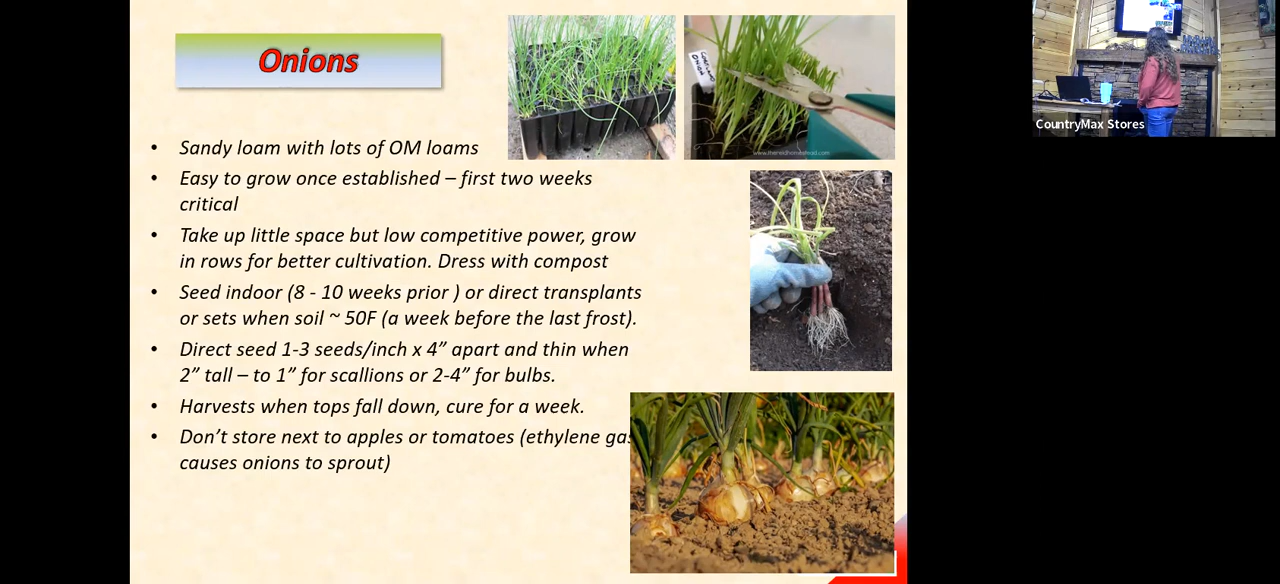 Onions
Sandy loam with lots of OM loams
Easy to grow once established – first two weeks
critical
Take up little space but low competitive power, grow
in rows for better cultivation. Dress with compost
Seed indoor (8 - 10 weeks prior ) or direct transplants
or sets when soil ~ 50F (a week before the last frost).
Direct seed 1-3 seeds/inch x 4” apart and thin when
2” tall – to 1” for scallions or 2-4” for bulbs.
Harvests when tops fall down, cure for a week.
Don’t store next to apples or tomatoes (ethylene gas
causes onions to sprout)
CountryMax Stores